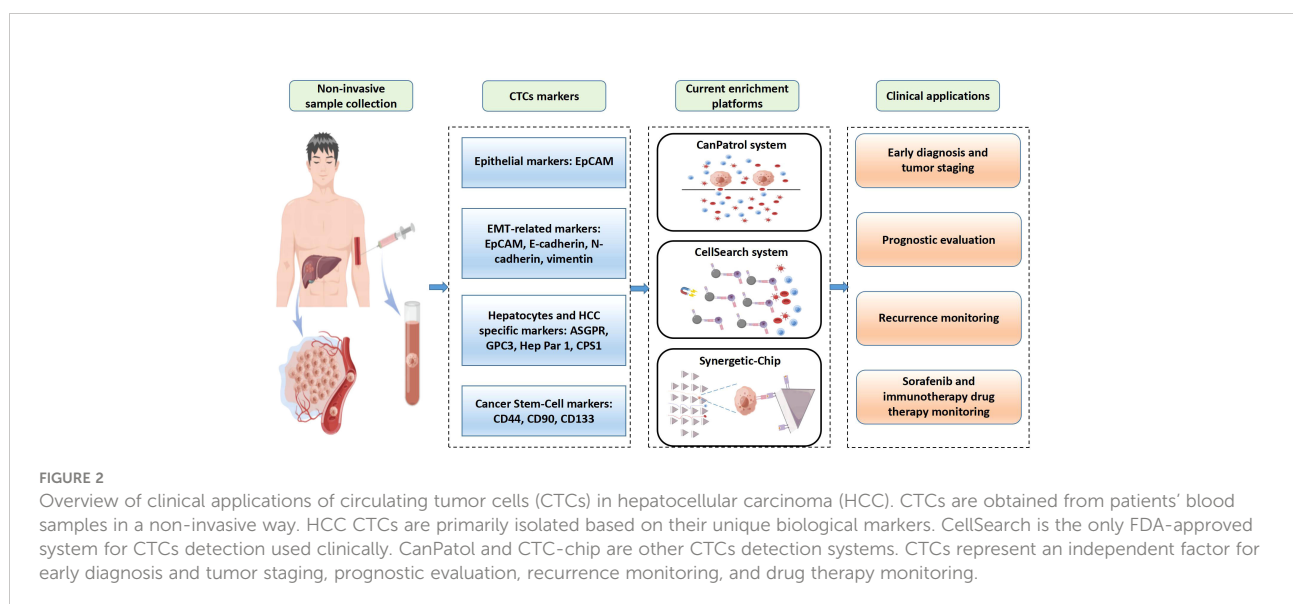 Non-invasive
sample collection
CTCs markers
Epithelial markers: EpCAM
EMT-related markers:
EpCAM, E-cadherin, N-
cadherin, vimentin
Hepatocytes and HCC
specific markers: ASGPR,
GPC3, Hep Par 1, CPS1
Cancer Stem-Cell markers:
CD44, CD90, CD133
Current enrichment
platforms
CanPatrol system
CellSearch system
Synergetic-Chip
Clinical applications
Early diagnosis and
tumor staging
Prognostic evaluation
Recurrence monitoring
Sorafenib and
immunotherapy drug
therapy monitoring
FIGURE 2
Overview of clinical applications of circulating tumor cells (CTCs) in hepatocellular carcinoma (HCC). CTCs are obtained from patients’ blood
samples in a non-invasive way. HCC CTCs are primarily isolated based on their unique biological markers. CellSearch is the only FDA-approved
system for CTCs detection used clinically. CanPatol and CTC-chip are other CTCs detection systems. CTCs represent an independent factor for
early diagnosis and tumor staging, prognostic evaluation, recurrence monitoring, and drug therapy monitoring.